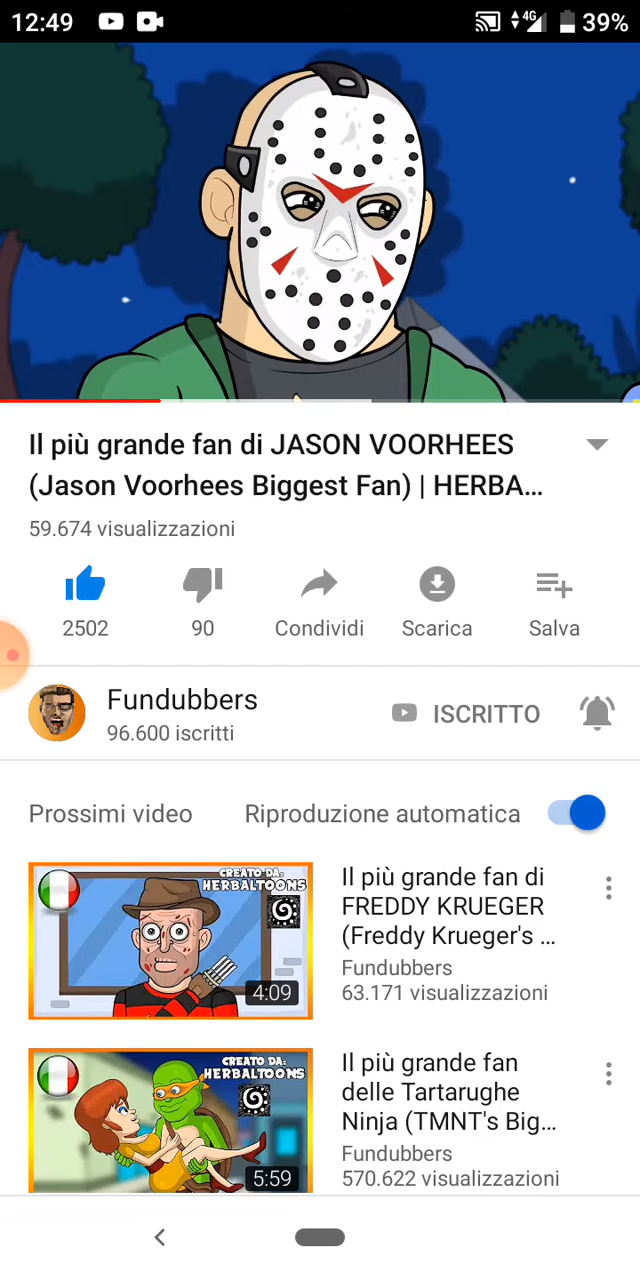 12:49
4G
39%
Il più grande fan di JASON VOORHEES
(Jason Voorhees Biggest Fan) | HERBA...
59.674 visualizzazioni
2502
90
Condividi
Scarica
Salva
Fundubbers
96.600 iscritti
ISCRITTO
Prossimi video
Riproduzione automatica
CREATO DA:
HERBALTOONS
4:09
Il più grande fan di
FREDDY KRUEGER
(Freddy Krueger's ...
Fundubbers
63.171 visualizzazioni
CREATO DA:
HERBALTOONS
5:59
Il più grande fan
delle Tartarughe
Ninja (TMNT's Big...
Fundubbers
570.622 visualizzazioni